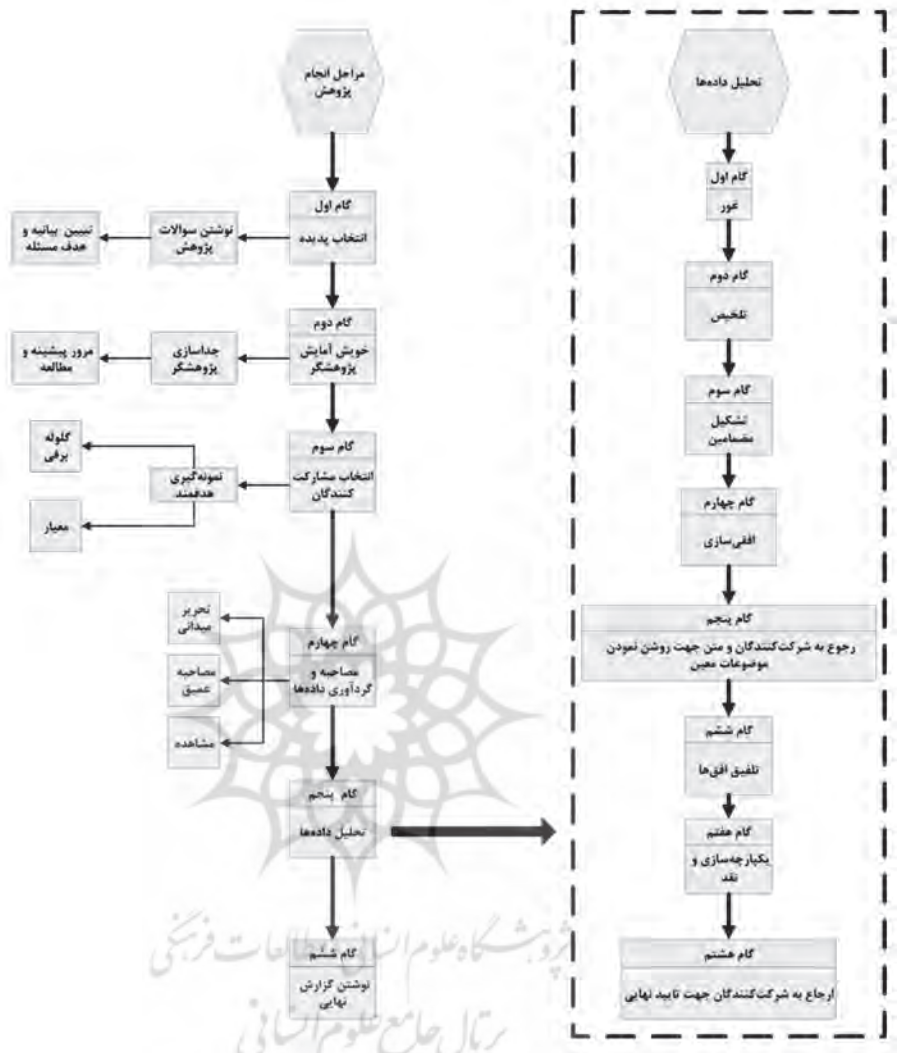 مراحل انجام
پژوهش
گام اول
انتخاب پدیده
نوشتن سوالات
پژوهش
تبیین بیانیه و
هدف مسئله
گام دوم
خویش آمایش
پژوهشگر
جداسازی
پژوهشگر
مرور پیشینه و
مطالعه
گام سوم
انتخاب مشارکت
کنندگان
نمونه‌گیری
هدفمند
گلوله
برفی
معیار
گام چهارم
مصاحبه و
گردآوری داده‌ها
تحریر
میدانی
مصاحبه
عمیق
مشاهده
گام پنجم
تحلیل داده‌ها
گام ششم
نوشتن گزارش
نهایی
تحلیل داده‌ها
گام اول
غور
گام دوم
تلخیص
گام سوم
تشکیل
مضامین
گام چهارم
افقی‌سازی
گام پنجم
رجوع به شرکت‌کنندگان و متن جهت روشن نمودن
موضوعات معین
گام ششم
تلفیق افق‌ها
گام هفتم
یکپارچه‌سازی و
نقد
گام هشتم
ارجاع به شرکت‌کنندگان جهت تایید نهایی
پژوهشگاه علوم انسانی و مطالعات فرهنگی
پرتال جامع علوم انسانی